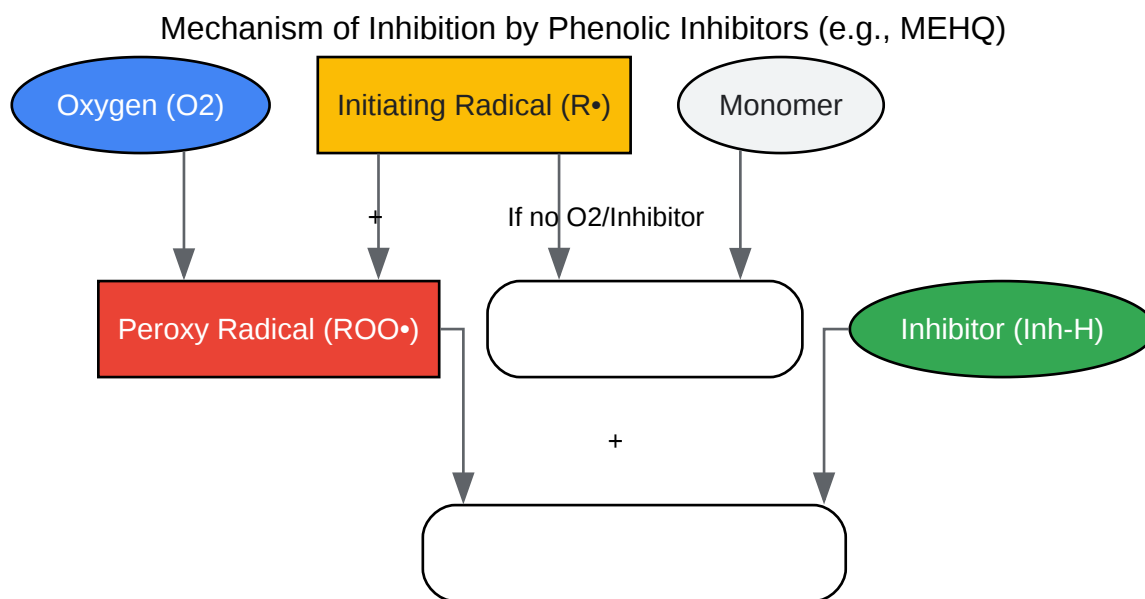 Mechanism of Inhibition by Phenolic Inhibitors (e.g., MEHQ)
Oxygen (O2)
Initiating Radical (R•)
Monomer
+
If no O2/Inhibitor
Peroxy Radical (ROO•)
Inhibitor (Inh-H)
+